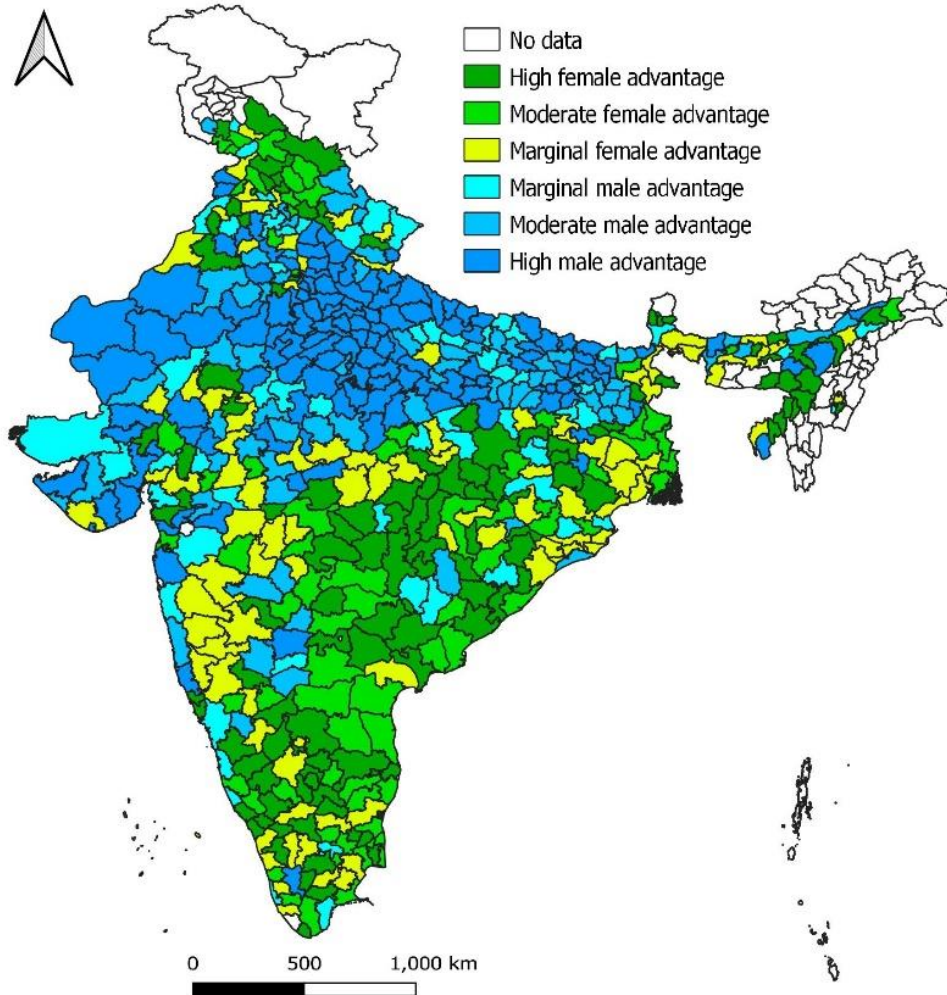 No data
High female advantage
Moderate female advantage
Marginal female advantage
Marginal male advantage
Moderate male advantage
High male advantage
0 500 1,000 km